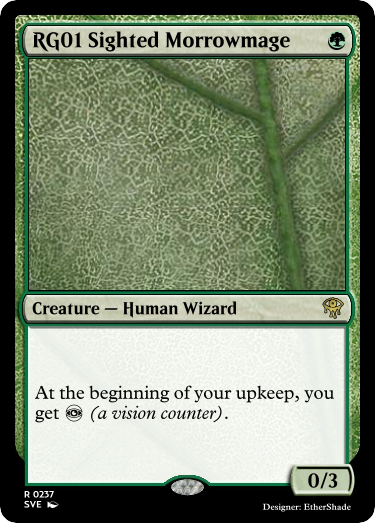 RG01 Sighted Morrowmage
Creature — Human Wizard
At the beginning of your upkeep, you
get (a vision counter).
0/3
R 0237
SVE
Designer: EtherShade